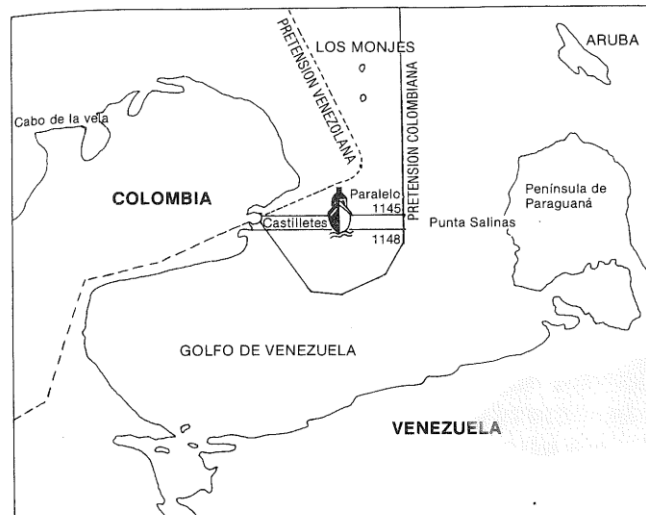 LOS MONJES
ARUBA
PRETENSION VENEZOLANA
PRETENSION COLOMBIANA
Cabo de la vela
COLOMBIA
Paralelo
1145
Castilletes
1148
Punta Salinas
Península de
Paraguaná
GOLFO DE VENEZUELA
VENEZUELA